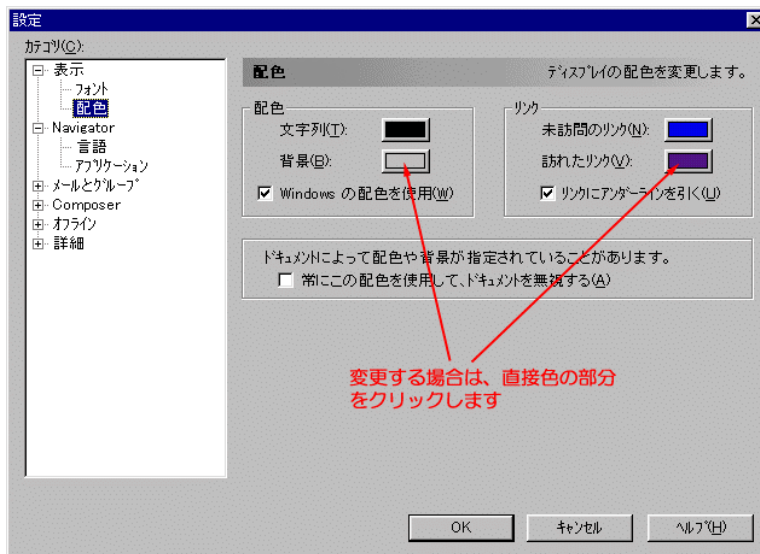 設定
カテゴリ(C):
表示
フォント
配色
Navigator
言語
アプリケーション
メールとグループ
Composer
オフライン
詳細
配色
ディスプレイの配色を変更します。
配色
文字列(T):
背景(B):
Windows の配色を使用(W)
リンク
未訪問のリンク(N):
訪れたリンク(V):
リンクにアンダーラインを引く(U)
ドキュメントによって配色や背景が指定されていることがあります。
常にこの配色を使用して、ドキュメントを無視する(A)
変更する場合は、直接色の部分
をクリックします
OK
キャンセル
ヘルプ(H)